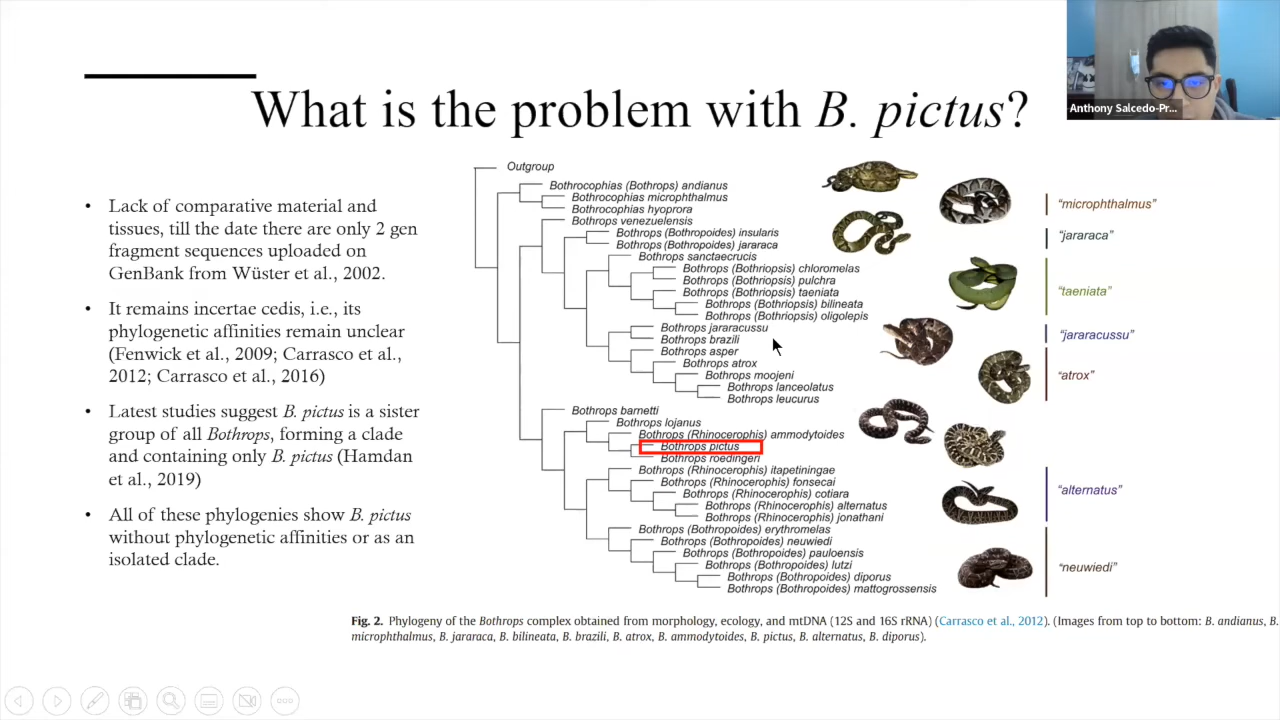 What is the problem with B. pictus?
Anthony Salcedo-Pr...
• Lack of comparative material and
tissues, till the date there are only 2 gen
fragment sequences uploaded on
GenBank from Wüster et al., 2002.
• It remains incertae cedis, i.e., its
phylogenetic affinities remain unclear
(Fenwick et al., 2009; Carrasco et al.,
2012; Carrasco et al., 2016)
• Latest studies suggest B. pictus is a sister
group of all Bothrops, forming a clade
and containing only B. pictus (Hamdan
et al., 2019)
• All of these phylogenies show B. pictus
without phylogenetic affinities or as an
isolated clade.
Outgroup
Bothrocophias (Bothrops) andianus
Bothrocophias microphthalmus
Bothrocophias hyoprora
Bothrops venezuelensis
Bothrops (Bothropoides) insularis
Bothrops (Bothropoides) jararaca
Bothrops sanctaecrucis
Bothrops (Bothriopsis) chloromelas
Bothrops (Bothriopsis) pulchra
Bothrops (Bothriopsis) taeniata
Bothrops (Bothriopsis) bilineata
Bothrops (Bothriopsis) oligolepis
Bothrops jararacussu
Bothrops brazili
Bothrops asper
Bothrops atrox
Bothrops moojeni
Bothrops lanceolatus
Bothrops leucurus
Bothrops barnetti
Bothrops lojanus
Bothrops (Rhinocerophis) ammodytoides
Bothrops pictus
Bothrops roedingeri
Bothrops (Rhinocerophis) itapetiningae
Bothrops (Rhinocerophis) fonsecai
Bothrops (Rhinocerophis) cotiara
Bothrops (Rhinocerophis) alternatus
Bothrops (Rhinocerophis) jonathani
Bothrops (Bothropoides) erythromelas
Bothrops (Bothropoides) neuwiedi
Bothrops (Bothropoides) pauloensis
Bothrops (Bothropoides) lutzi
Bothrops (Bothropoides) diporus
Bothrops (Bothropoides) mattogrossensis
"microphthalmus"
"jararaca"
"taeniata"
"jararacussu"
"atrox"
"alternatus"
"neuwiedi"
Fig. 2. Phylogeny of the Bothrops complex obtained from morphology, ecology, and mtDNA (12S and 16S rRNA) (Carrasco et al., 2012). (Images from top to bottom: B. andianus, B.
microphthalmus, B. jararaca, B. bilineata, B. brazili, B. atrox, B. ammodytoides, B. pictus, B. alternatus, B. diporus).